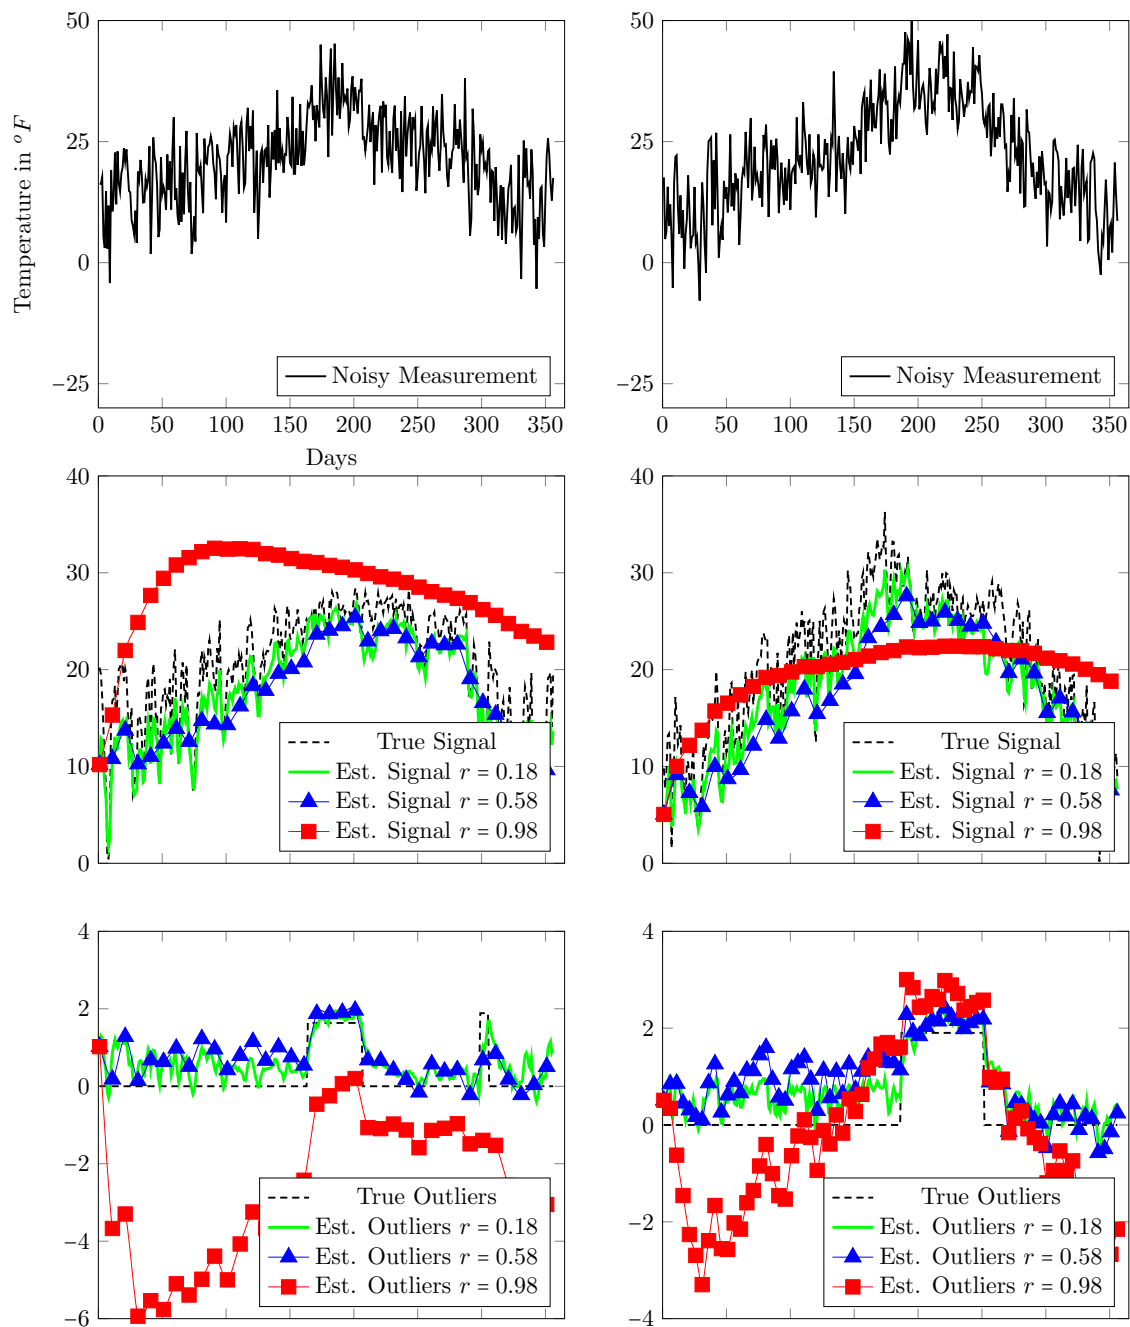 50
25
0
−25
0 50 100 150 200 250 300 350
Temperature in °F
Days
Noisy Measurement
50
25
0
−25
0 50 100 150 200 250 300 350
Noisy Measurement
40
30
20
10
0
True Signal
Est. Signal r = 0.18
Est. Signal r = 0.58
Est. Signal r = 0.98
40
30
20
10
0
True Signal
Est. Signal r = 0.18
Est. Signal r = 0.58
Est. Signal r = 0.98
4
2
0
−2
−4
−6
True Outliers
Est. Outliers r = 0.18
Est. Outliers r = 0.58
Est. Outliers r = 0.98
4
2
0
−2
−4
True Outliers
Est. Outliers r = 0.18
Est. Outliers r = 0.58
Est. Outliers r = 0.98